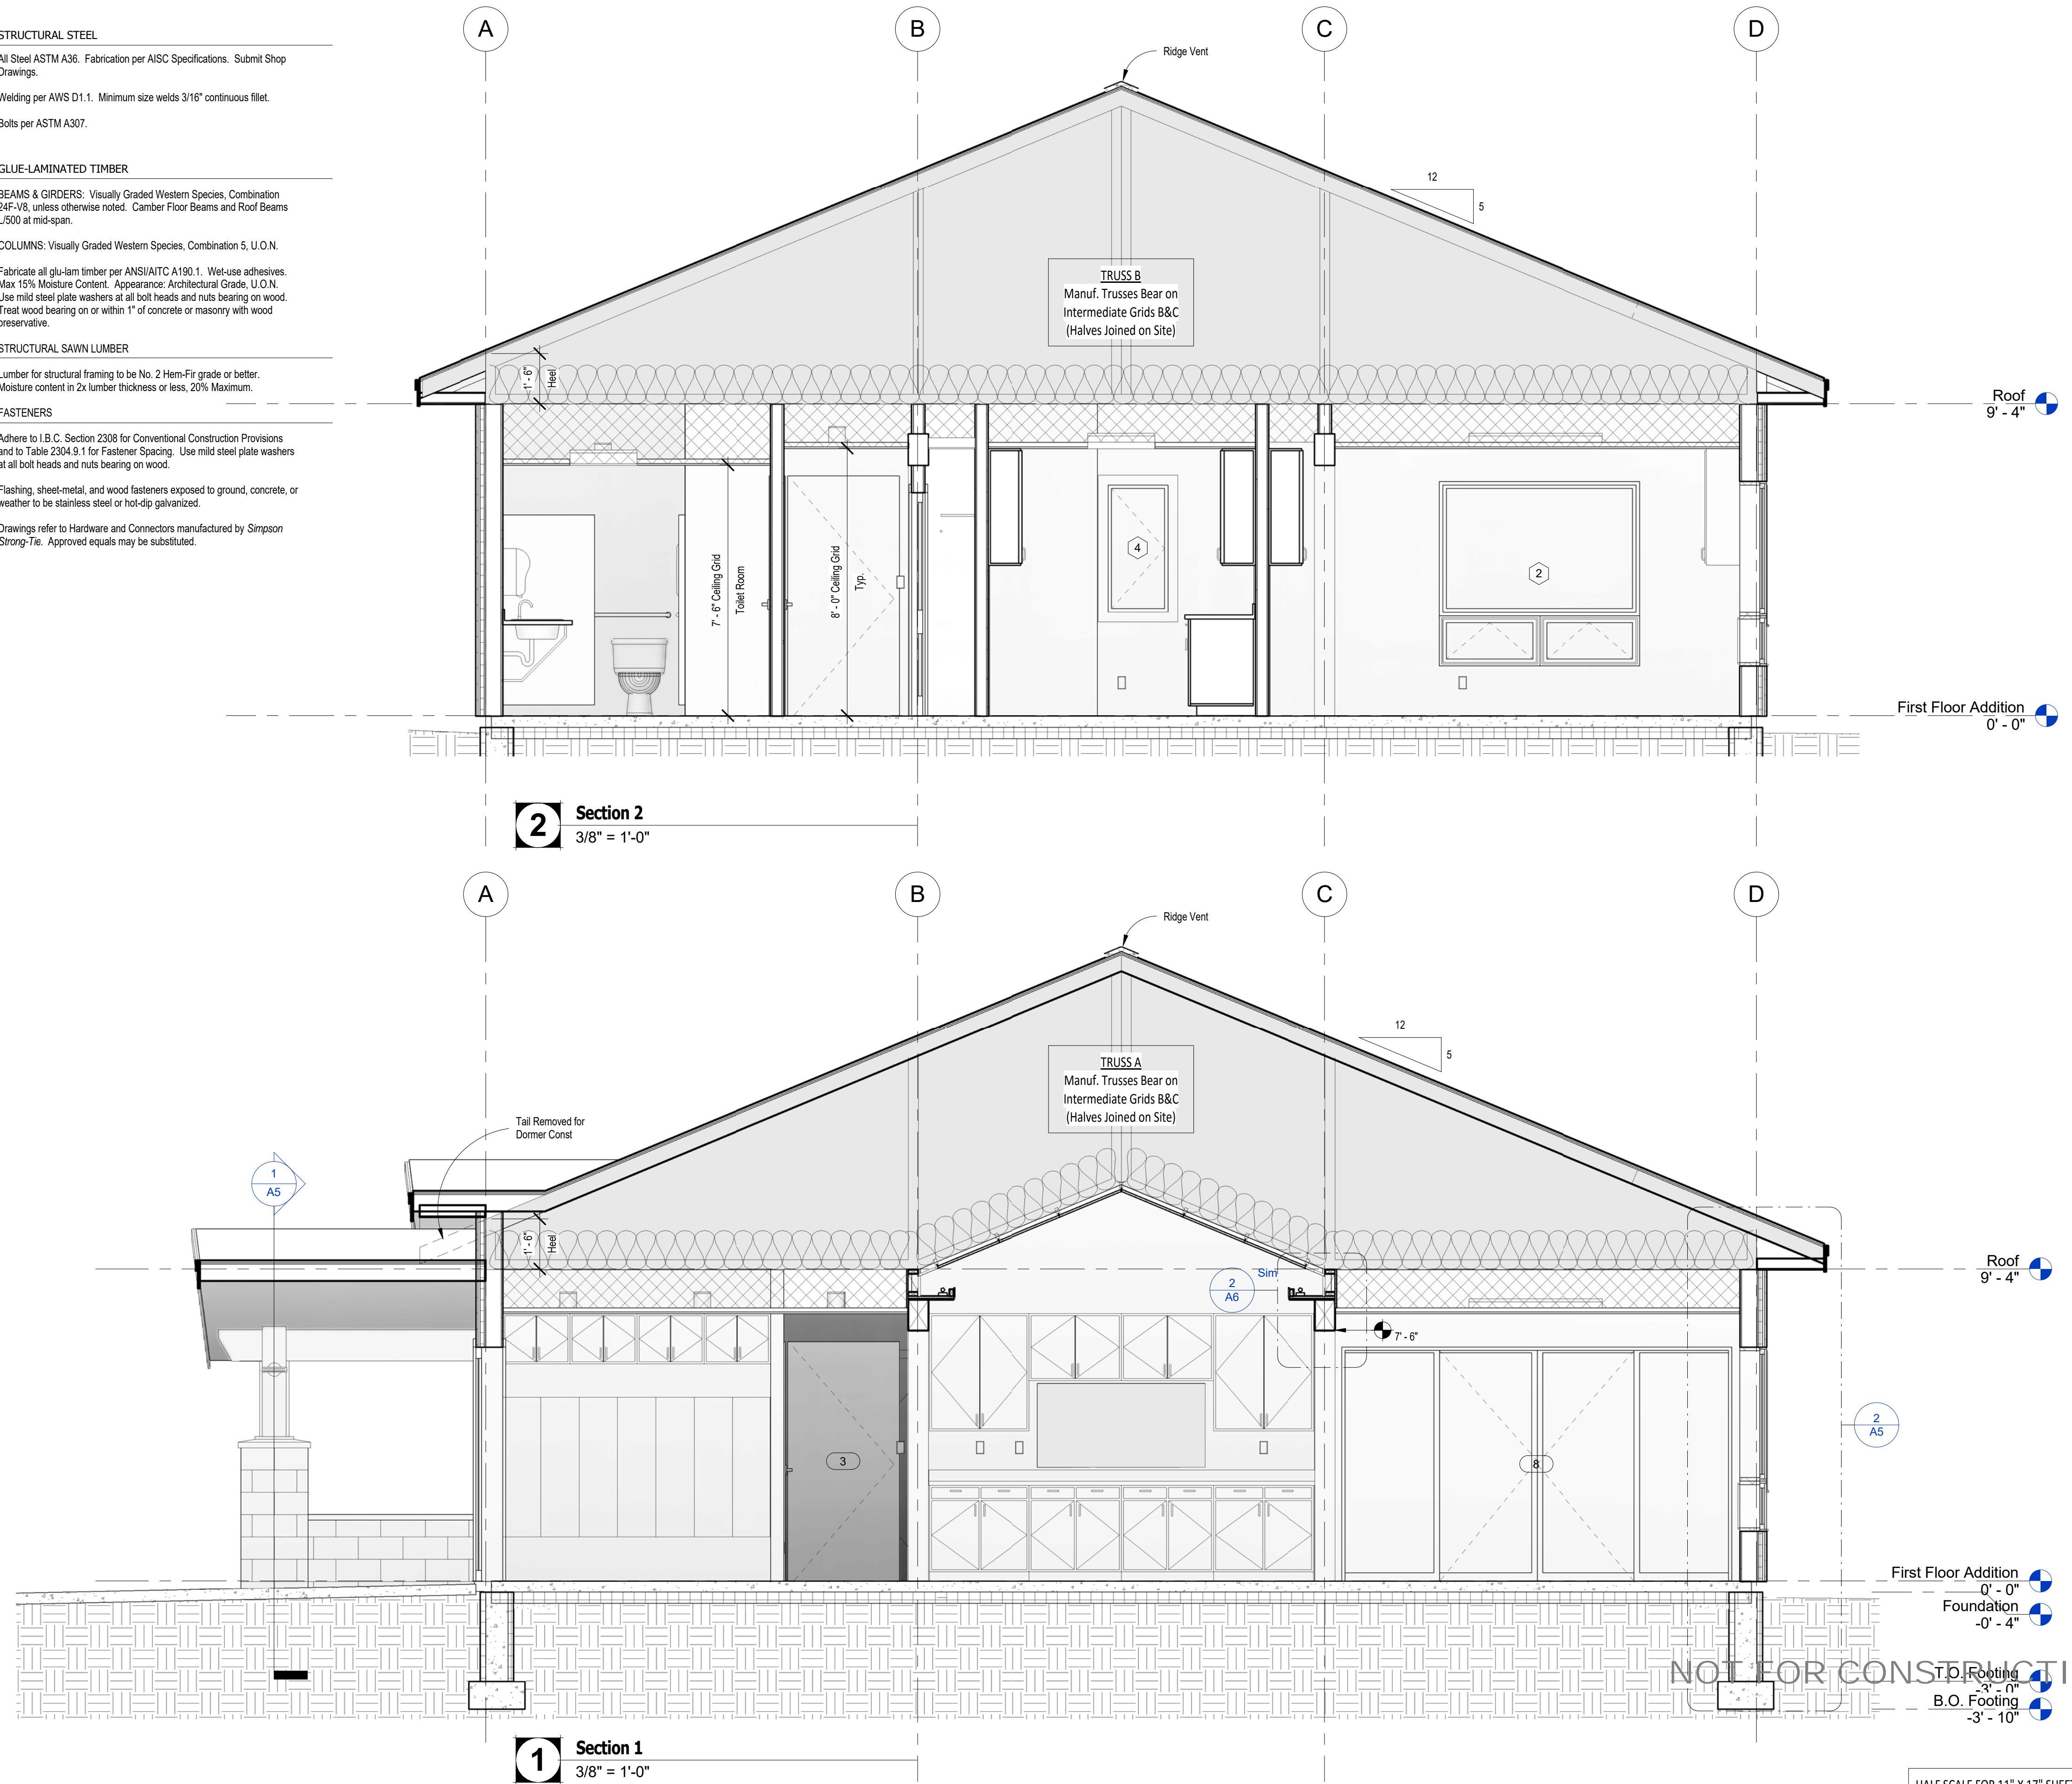 STRUCTURAL STEEL
All Steel ASTM A36. Fabrication per AISC Specifications. Submit Shop
Drawings.
Welding per AWS D1.1. Minimum size welds 3/16" continuous fillet.
Bolts per ASTM A307.
GLUE-LAMINATED TIMBER
BEAMS & GIRDERS: Visually Graded Western Species, Combination
24F-V8, unless otherwise noted. Camber Floor Beams and Roof Beams
L/500 at mid-span.
COLUMNS: Visually Graded Western Species, Combination 5, U.O.N.
Fabricate all glu-lam timber per ANSI/AITC A190.1. Wet-use adhesives.
Max 15% Moisture Content. Appearance: Architectural Grade, U.O.N.
Use mild steel plate washers at all bolt heads and nuts bearing on wood.
Treat wood bearing on or within 1" of concrete or masonry with wood
preservative.
STRUCTURAL SAWN LUMBER
Lumber for structural framing to be No. 2 Hem-Fir grade or better.
Moisture content in 2x lumber thickness or less, 20% Maximum.
FASTENERS
Adhere to I.B.C. Section 2308 for Conventional Construction Provisions
and to Table 2304.9.1 for Fastener Spacing. Use mild steel plate washers
at all bolt heads and nuts bearing on wood.
Flashing, sheet-metal, and wood fasteners exposed to ground, concrete, or
weather to be stainless steel or hot-dip galvanized.
Drawings refer to Hardware and Connectors manufactured by Simpson
Strong-Tie. Approved equals may be substituted.
A
B
C
D
Ridge Vent
12
5
TRUSS B
Manuf. Trusses Bear on
Intermediate Grids B&C
(Halves Joined on Site)
1' - 6"
Heel
Roof
9' - 4"
7' - 6" Ceiling Grid
Toilet Room
8' - 0" Ceiling Grid
Typ.
4
2
First Floor Addition
0' - 0"
2
Section 2
3/8" = 1'-0"
A
B
C
D
Ridge Vent
12
5
TRUSS A
Manuf. Trusses Bear on
Intermediate Grids B&C
(Halves Joined on Site)
Tail Removed for
Dormer Const
1
A5
1' - 6"
Heel
Roof
9' - 4"
Sim
2
A6
7' - 6"
2
A5
3
8
First Floor Addition
0' - 0"
Foundation
-0' - 4"
NOT FOR CONSTRUCTI
T.O. Footing
-3' - 0"
B.O. Footing
-3' - 10"
1
Section 1
3/8" = 1'-0"
HALF SCALE FOR 11" X 17" SHEET